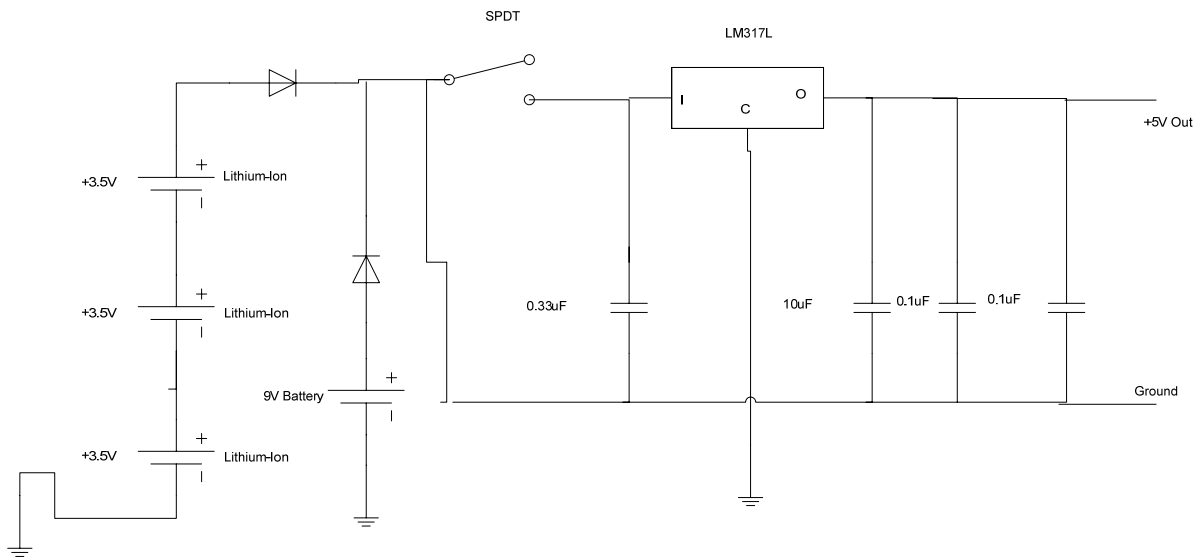 SPDT
LM317L
I
O
C
+5V Out
+
+3.5V
Lithium-Ion
+
+3.5V
Lithium-Ion
0.33uF
10uF
0.1uF
0.1uF
+
9V Battery
Ground
+
+3.5V
Lithium-Ion